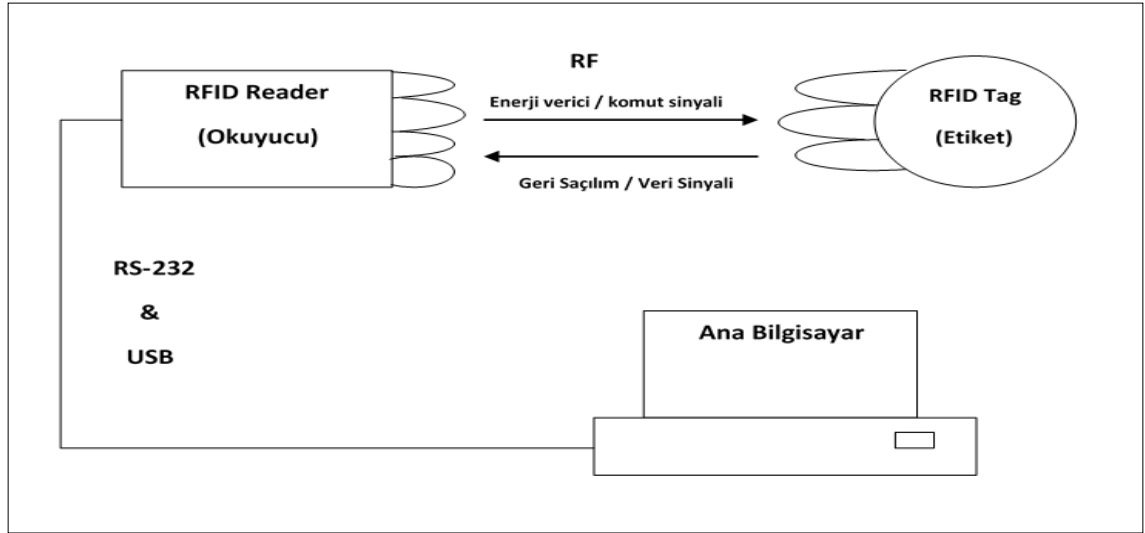 RF
RFID Reader
(Okuyucu)
Enerji verici / komut sinyali
Geri Saçılım / Veri Sinyali
RFID Tag
(Etiket)
RS-232
&
USB
Ana Bilgisayar